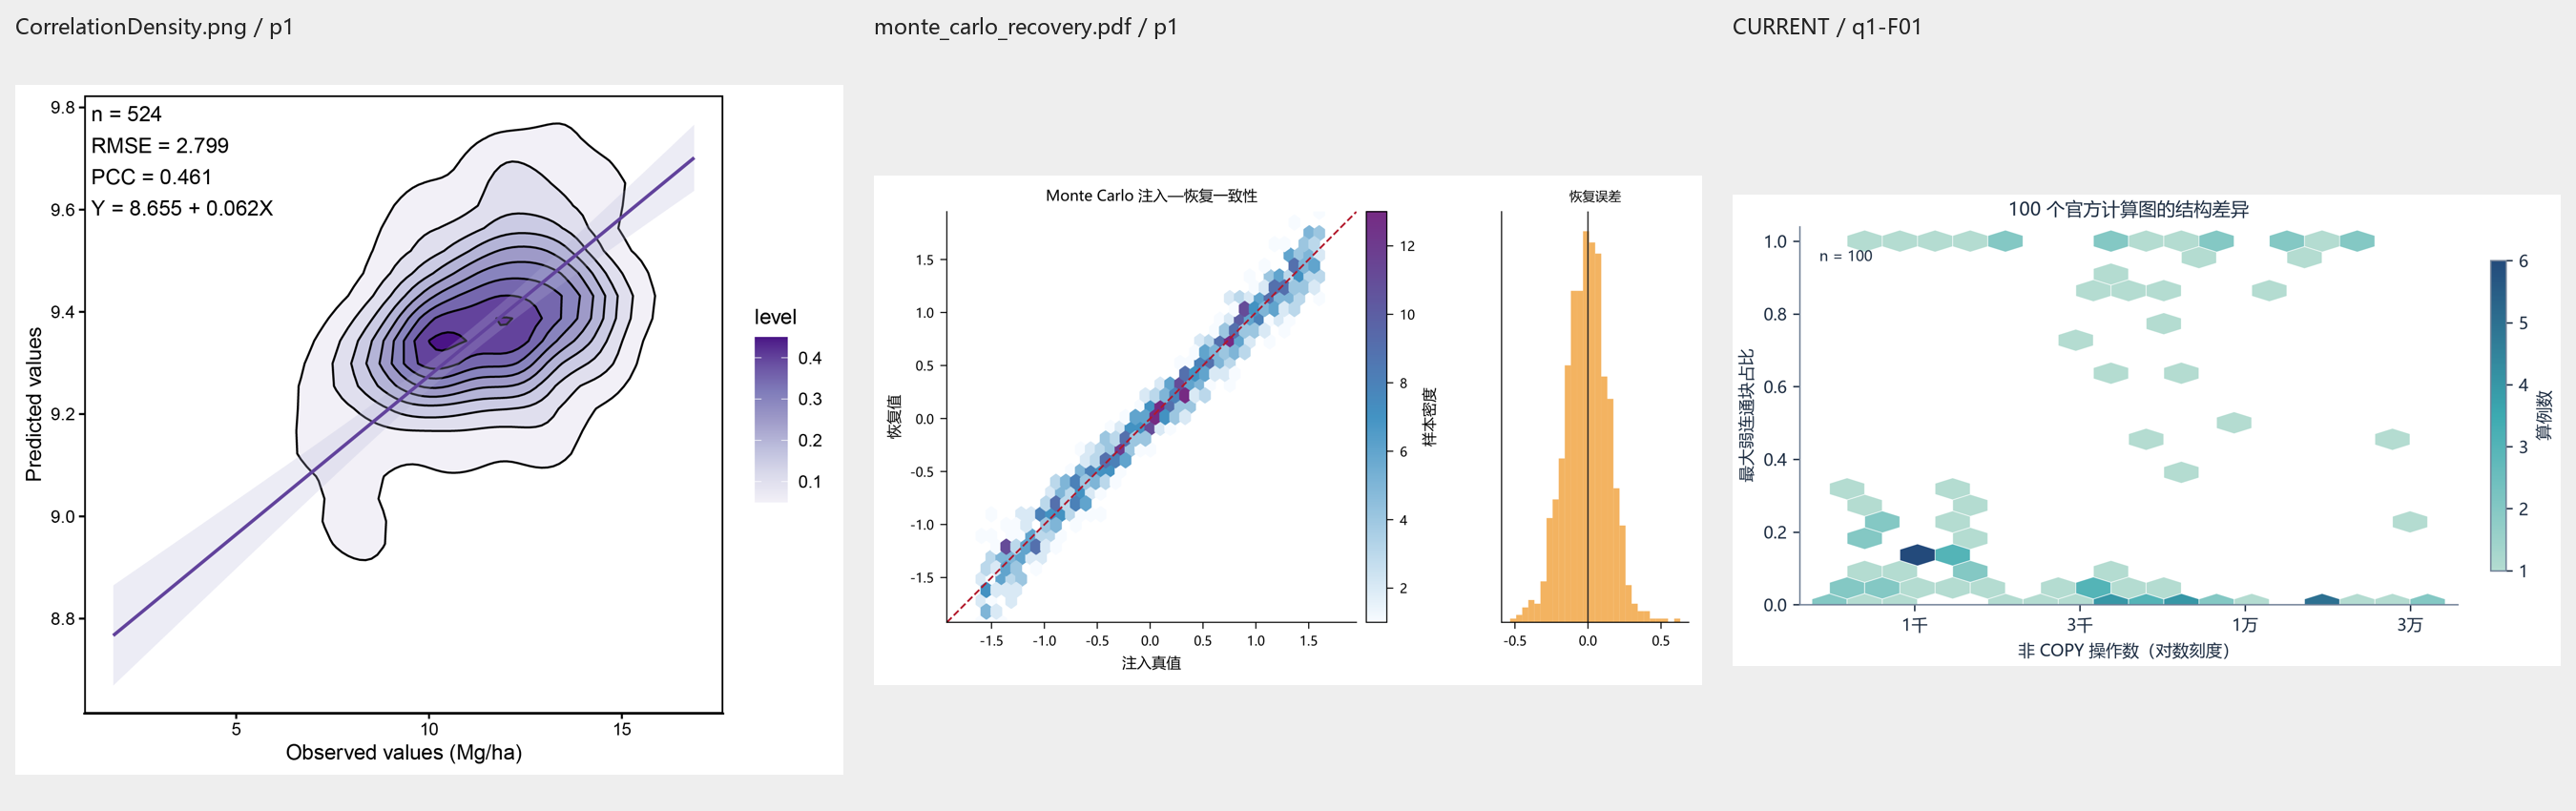 CorrelationDensity.png / p1
9.8
9.6
9.4
9.2
9.0
8.8
n = 524
RMSE = 2.799
PCC = 0.461
Y = 8.655 + 0.062X
Predicted values
5
10
15
Observed values (Mg/ha)
level
0.4
0.3
0.2
0.1
monte_carlo_recovery.pdf / p1
Monte Carlo 注入—恢复一致性
1.5
1.0
0.5
0.0
-0.5
-1.0
-1.5
恢复值
-1.5
-1.0
-0.5
0.0
0.5
1.0
1.5
注入真值
12
10
8
6
4
2
样本密度
恢复误差
-0.5
0.0
0.5
CURRENT / q1-F01
100 个官方计算图的结构差异
1.0
0.8
0.6
0.4
0.2
0.0
n = 100
最大弱连通块占比
1千
3千
1万
3万
非 COPY 操作数（对数刻度）
6
5
4
3
2
1
算例数